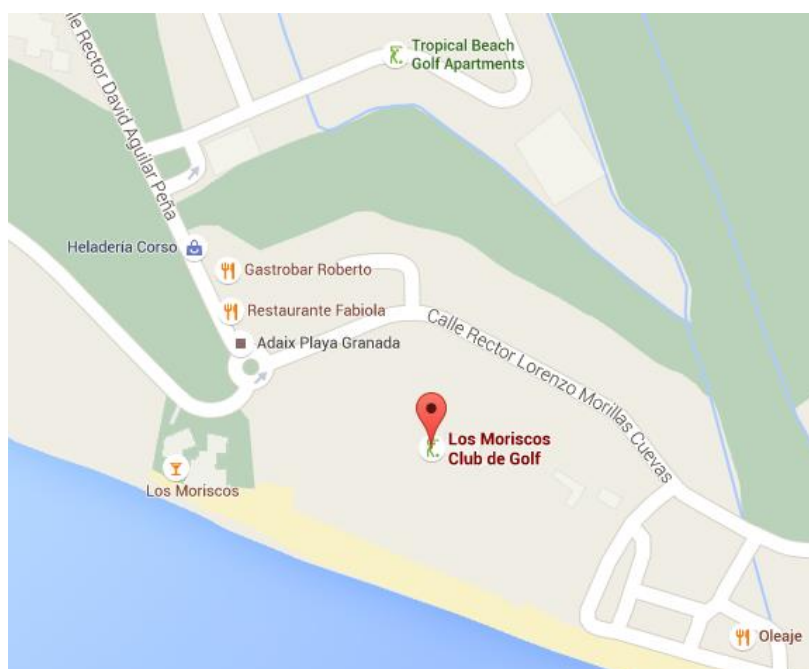 Tropical Beach
Golf Apartments
lle Rector David Aguilar Peña
Heladería Corso
Gastrobar Roberto
Restaurante Fabiola
Adaix Playa Granada
Calle Rector Lorenzo Morillas Cuevas
Los Moriscos
Club de Golf
Los Moriscos
Oleaje